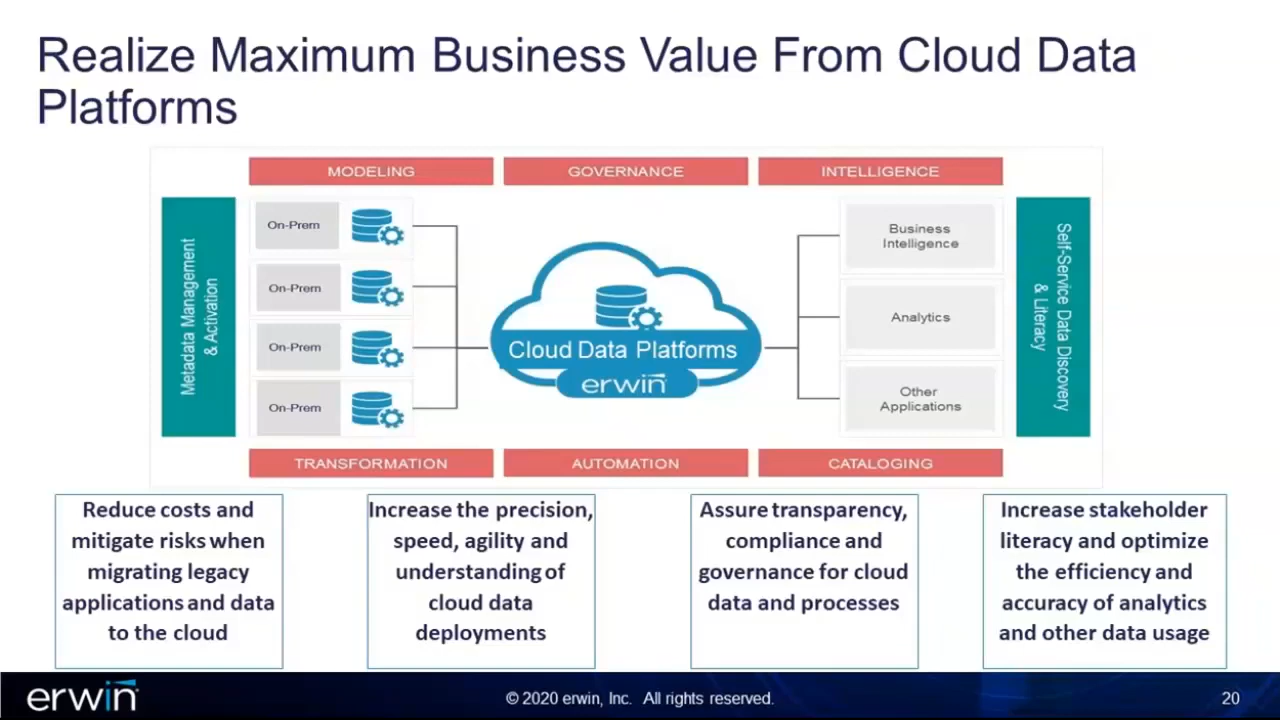 Realize Maximum Business Value From Cloud Data
Platforms
MODELING
GOVERNANCE
INTELLIGENCE
Metadata Management
& Activation
On-Prem
On-Prem
On-Prem
On-Prem
Cloud Data Platforms
erwin
Business
Intelligence
Analytics
Other
Applications
Self-Service Data Discovery
& Literacy
TRANSFORMATION
AUTOMATION
CATALOGING
Reduce costs and
mitigate risks when
migrating legacy
applications and data
to the cloud
Increase the precision,
speed, agility and
understanding of
cloud data
deployments
Assure transparency,
compliance and
governance for cloud
data and processes
Increase stakeholder
literacy and optimize
the efficiency and
accuracy of analytics
and other data usage
erwin
© 2020 erwin, Inc. All rights reserved.
20